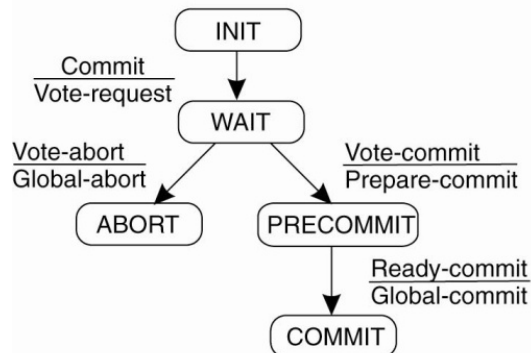 INIT
Commit
Vote-request
WAIT
Vote-abort
Global-abort
Vote-commit
Prepare-commit
ABORT
PRECOMMIT
Ready-commit
Global-commit
COMMIT